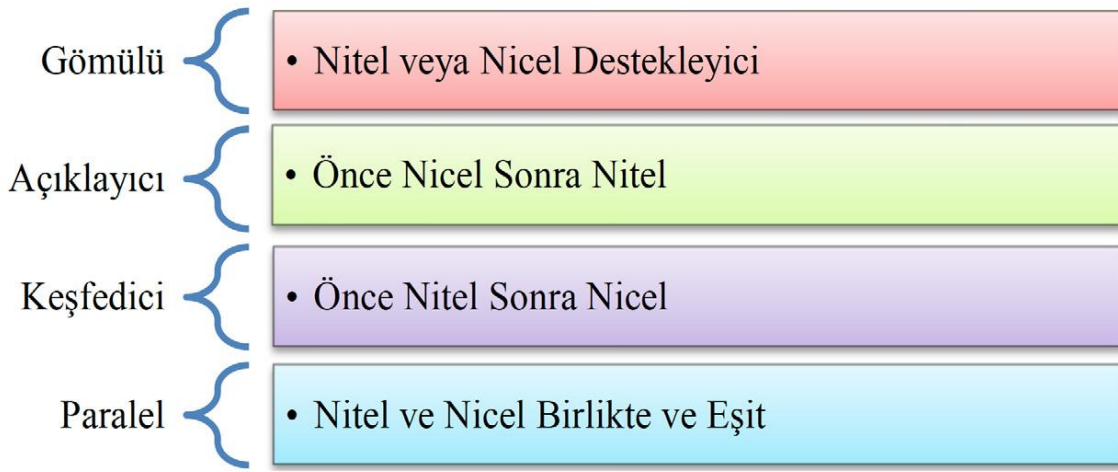 Gömülü
• Nitel veya Nicel Destekleyici
Açıklayıcı
• Önce Nicel Sonra Nitel
Keşfedici
• Önce Nitel Sonra Nicel
Paralel
• Nitel ve Nicel Birlikte ve Eşit